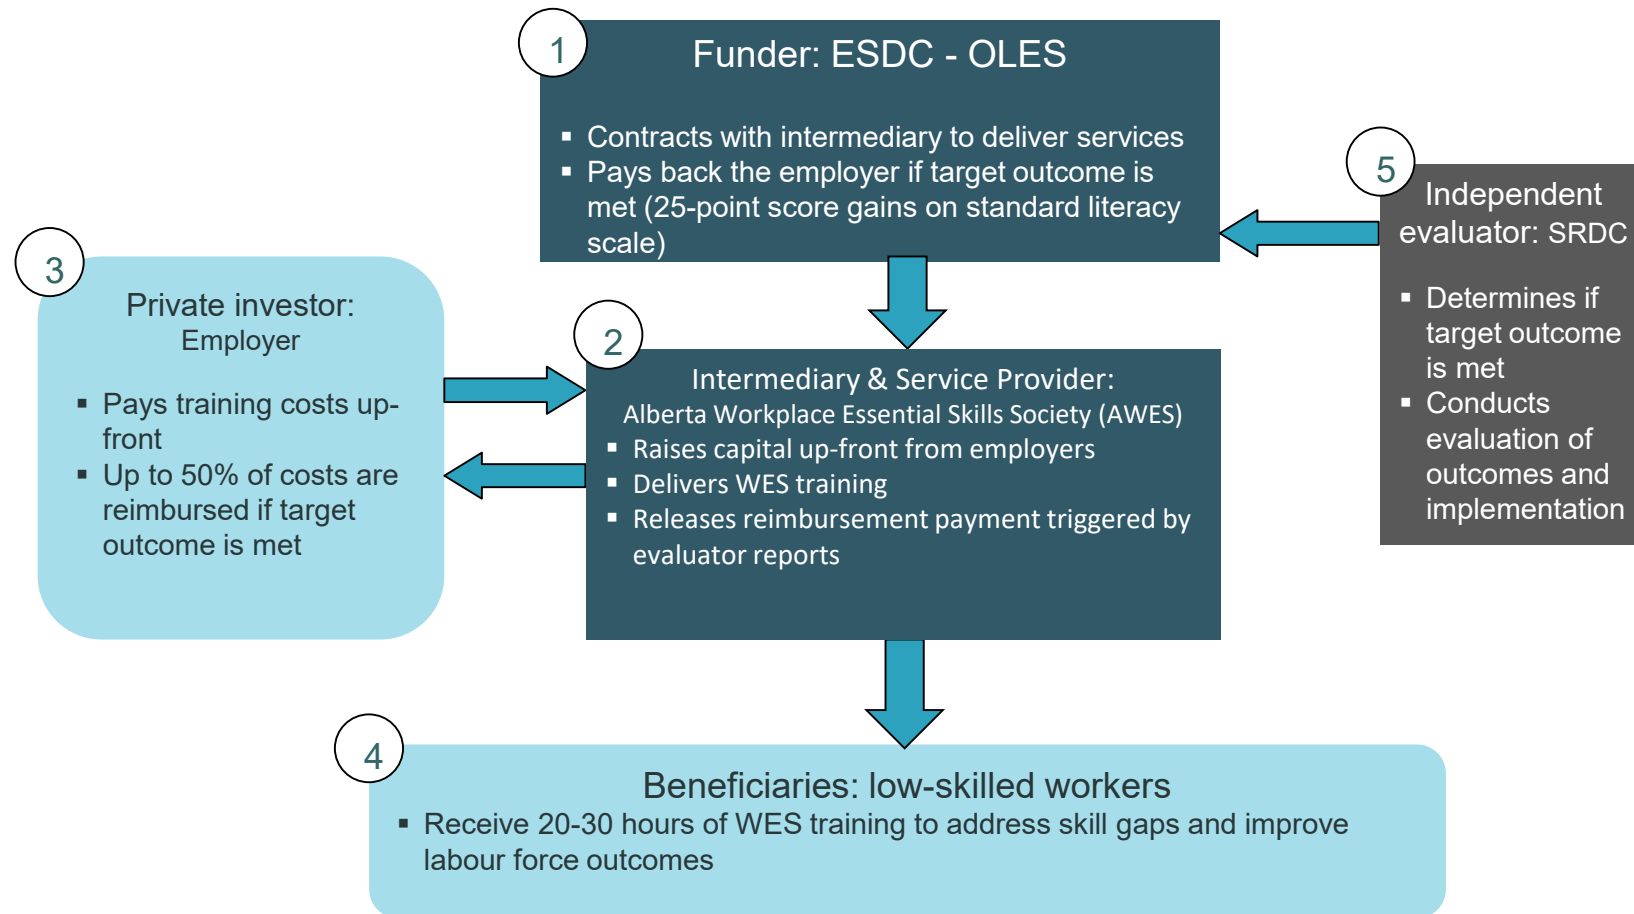 1
Funder: ESDC - OLES
▪ Contracts with intermediary to deliver services
▪ Pays back the employer if target outcome is
met (25-point score gains on standard literacy
scale)
5
Independent
evaluator: SRDC
▪ Determines if
target outcome
is met
▪ Conducts
evaluation of
outcomes and
implementation
3
Private investor:
Employer
▪ Pays training costs up-
front
▪ Up to 50% of costs are
reimbursed if target
outcome is met
2
Intermediary & Service Provider:
Alberta Workplace Essential Skills Society (AWES)
▪ Raises capital up-front from employers
▪ Delivers WES training
▪ Releases reimbursement payment triggered by
evaluator reports
4
Beneficiaries: low-skilled workers
▪ Receive 20-30 hours of WES training to address skill gaps and improve
labour force outcomes